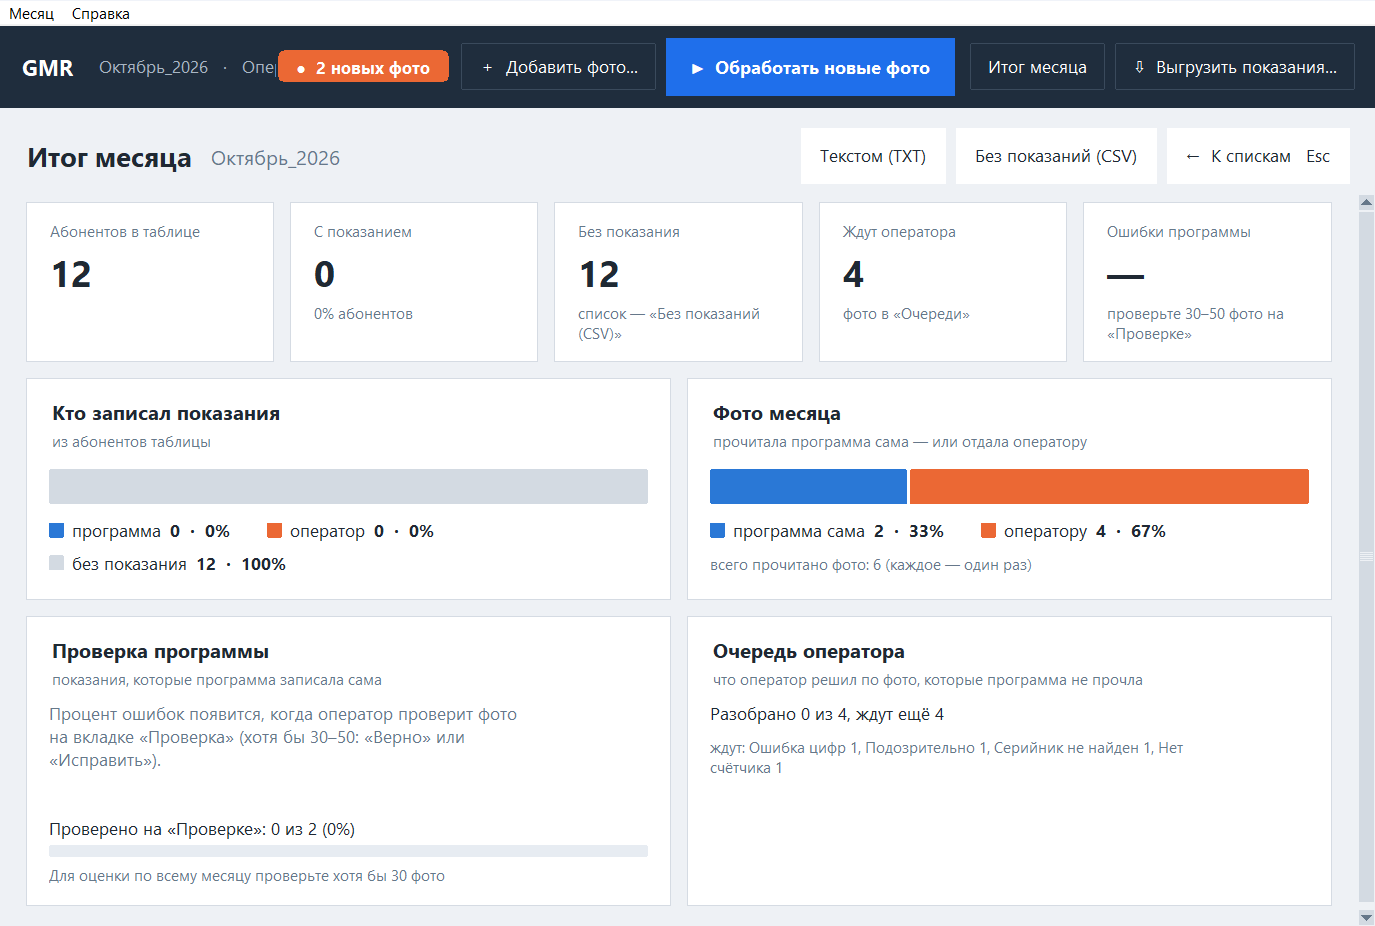 Месяц Справка
GMR Октябрь_2026 · Опе ● 2 новых фото + Добавить фото... ► Обработать новые фото Итог месяца ⇩ Выгрузить показания...
Итог месяца Октябрь_2026 Текстом (TXT) Без показаний (CSV) ← К спискам Esc
Абонентов в таблице
12
С показанием
0
0% абонентов
Без показания
12
список — «Без показаний
(CSV)»
Ждут оператора
4
фото в «Очереди»
Ошибки программы
—
проверьте 30–50 фото на
«Проверке»
Кто записал показания
из абонентов таблицы
программа 0 · 0% оператор 0 · 0%
без показания 12 · 100%
Фото месяца
прочитала программа сама — или отдала оператору
программа сама 2 · 33% оператору 4 · 67%
всего прочитано фото: 6 (каждое — один раз)
Проверка программы
показания, которые программа записала сама
Процент ошибок появится, когда оператор проверит фото
на вкладке «Проверка» (хотя бы 30–50: «Верно» или
«Исправить»).
Проверено на «Проверке»: 0 из 2 (0%)
Для оценки по всему месяцу проверьте хотя бы 30 фото
Очередь оператора
что оператор решил по фото, которые программа не прочла
Разобрано 0 из 4, ждут ещё 4
ждут: Ошибка цифр 1, Подозрительно 1, Серийник не найден 1, Нет
счётчика 1